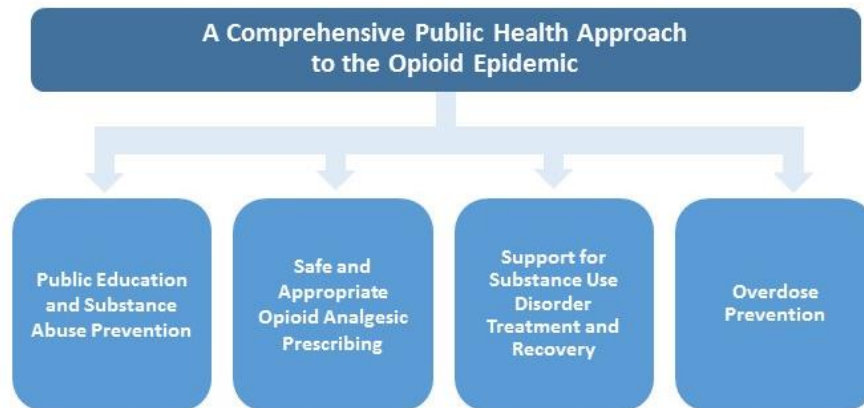 A Comprehensive Public Health Approach
to the Opioid Epidemic
Public Education
and Substance
Abuse Prevention
Safe and
Appropriate
Opioid Analgesic
Prescribing
Support for
Substance Use
Disorder
Treatment and
Recovery
Overdose
Prevention